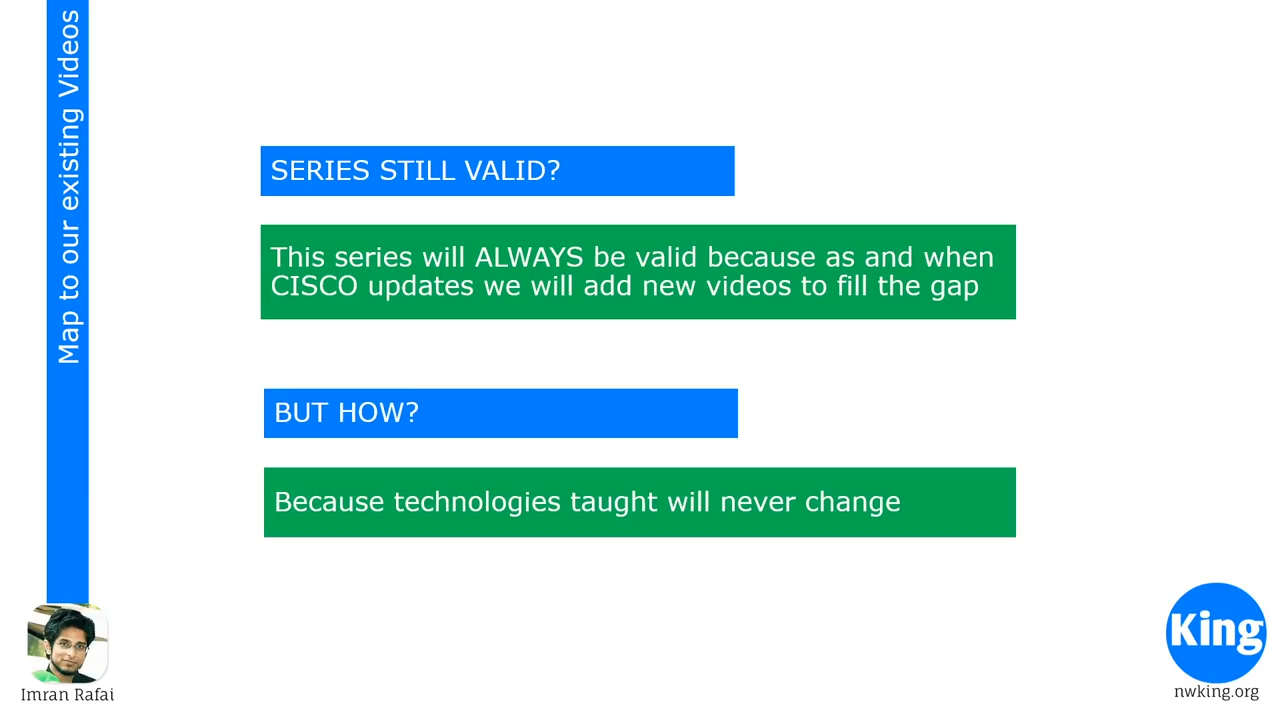 Map to our existing Videos
SERIES STILL VALID?
This series will ALWAYS be valid because as and when
CISCO updates we will add new videos to fill the gap
BUT HOW?
Because technologies taught will never change
Imran Rafai
King
nwking.org